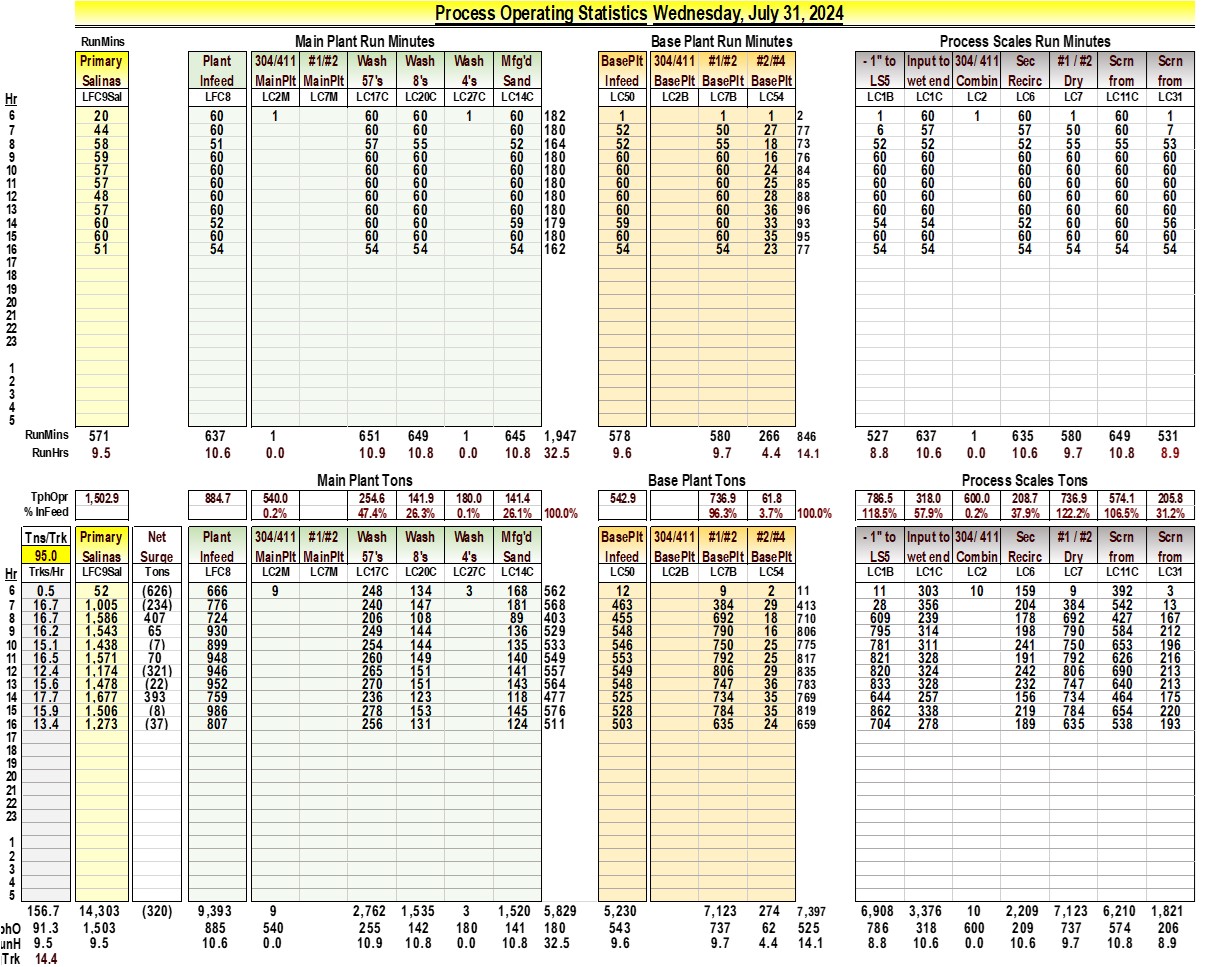 Process Operating Statistics Wednesday, July 31, 2024
RunMins Main Plant Run Minutes Base Plant Run Minutes Process Scales Run Minutes
Primary Plant 304/411 #1/#2 Wash Wash Wash Mfg'd BasePlt 304/411 #1/#2 #2/#4 - 1" to Input to 304/ 411 Sec #1 / #2 Scrn Scrn
Salinas Infeed MainPlt MainPlt 57's 8's 4's Sand Infeed BasePlt BasePlt BasePlt LS5 wet end Combin Recirc Dry from from
Hr LFC9Sal LFC8 LC2M LC7M LC17C LC20C LC27C LC14C LC50 LC2B LC7B LC54 LC1B LC1C LC2 LC6 LC7 LC11C LC31
6 20 60 1 60 60 1 60 182 1 1 1 2 1 60 1 60 1 60 1
7 44 60 60 60 60 180 52 50 27 77 6 57 57 50 60 7
8 58 51 57 55 52 164 52 55 18 73 52 52 52 55 55 53
9 59 60 60 60 60 180 60 60 16 76 60 60 60 60 60 60
10 57 60 60 60 60 180 60 60 24 84 60 60 60 60 60 60
11 57 60 60 60 60 180 60 60 25 85 60 60 60 60 60 60
12 48 60 60 60 60 180 60 60 28 88 60 60 60 60 60 60
13 57 60 60 60 60 180 60 60 36 96 60 60 60 60 60 60
14 60 52 60 60 59 179 59 60 33 93 54 54 52 60 60 56
15 60 60 60 60 60 180 60 60 35 95 60 60 60 60 60 60
16 51 54 54 54 54 162 54 54 23 77 54 54 54 54 54 54
17
18
19
20
21
22
23
1
2
3
4
5
RunMins 571 637 1 651 649 1 645 1,947 578 580 266 846 527 637 1 635 580 649 531
RunHrs 9.5 10.6 0.0 10.9 10.8 0.0 10.8 32.5 9.6 9.7 4.4 14.1 8.8 10.6 0.0 10.6 9.7 10.8 8.9
Main Plant Tons Base Plant Tons Process Scales Tons
TphOpr 1,502.9 884.7 540.0 254.6 141.9 180.0 141.4 542.9 736.9 61.8 786.5 318.0 600.0 208.7 736.9 574.1 205.8
% InFeed 0.2% 47.4% 26.3% 0.1% 26.1% 100.0% 96.3% 3.7% 100.0% 118.5% 57.9% 0.2% 37.9% 122.2% 106.5% 31.2%
Tns/Trk Primary Net Plant 304/411 #1/#2 Wash Wash Wash Mfg'd BasePlt 304/411 #1/#2 #2/#4 - 1" to Input to 304/ 411 Sec #1 / #2 Scrn Scrn
95.0 Salinas Surge Infeed MainPlt MainPlt 57's 8's 4's Sand Infeed BasePlt BasePlt BasePlt LS5 wet end Combin Recirc Dry from from
Hr Trks/Hr LFC9Sal Tons LFC8 LC2M LC7M LC17C LC20C LC27C LC14C LC50 LC2B LC7B LC54 LC1B LC1C LC2 LC6 LC7 LC11C LC31
6 0.5 52 (626) 666 9 248 134 3 168 562 12 9 2 11 11 303 10 159 9 392 3
7 16.7 1,005 (234) 776 240 147 181 568 463 384 29 413 28 356 204 384 542 13
8 16.7 1,586 407 724 206 108 89 403 455 692 18 710 609 239 178 692 427 167
9 16.2 1,543 65 930 249 144 136 529 548 790 16 806 795 314 198 790 584 212
10 15.1 1,438 (7) 899 254 144 135 533 546 750 25 775 781 311 241 750 653 196
11 16.5 1,571 70 948 260 149 140 549 553 792 25 817 821 328 191 792 626 216
12 12.4 1,174 (321) 946 265 151 141 557 549 806 29 835 820 324 242 806 690 213
13 15.6 1,478 (22) 952 270 151 143 564 548 747 36 783 833 328 232 747 640 213
14 17.7 1,677 393 759 236 123 118 477 525 734 35 769 644 257 156 734 464 175
15 15.9 1,506 (8) 986 278 153 145 576 528 784 35 819 862 338 219 784 654 220
16 13.4 1,273 (37) 807 256 131 124 511 503 635 24 659 704 278 189 635 538 193
17
18
19
20
21
22
23
1
2
3
4
5
156.7 14,303 (320) 9,393 9 2,762 1,535 3 1,520 5,829 5,230 7,123 274 7,397 6,908 3,376 10 2,209 7,123 6,210 1,821
phO 91.3 1,503 885 540 255 142 180 141 180 543 737 62 525 786 318 600 209 737 574 206
unH 9.5 9.5 10.6 0.0 10.9 10.8 0.0 10.8 32.5 9.6 9.7 4.4 14.1 8.8 10.6 0.0 10.6 9.7 10.8 8.9
Trk 14.4